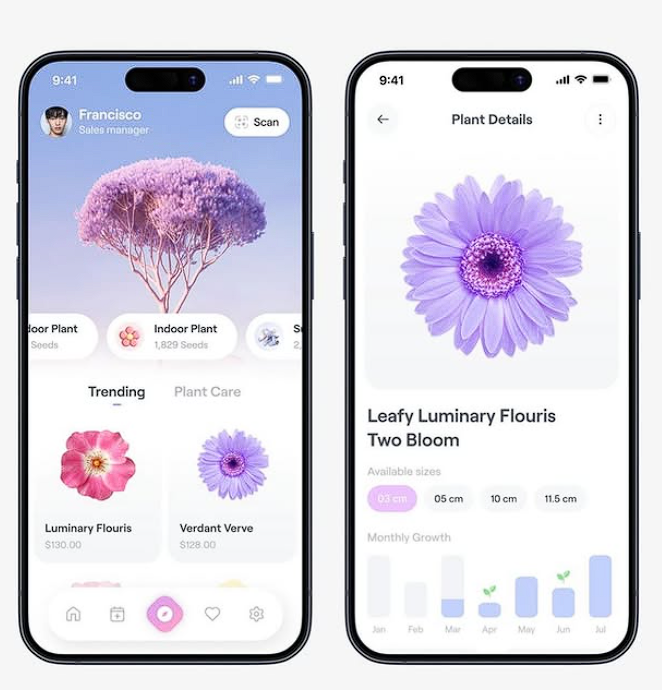 9:41
Francisco
Sales manager
Scan
door Plant
Seeds
Indoor Plant
1,829 Seeds
2,
Trending
Plant Care
Luminary Flouris
$130.00
Verdant Verve
$128.00
9:41
Plant Details
Leafy Luminary Flouris
Two Bloom
Available sizes
03 cm
05 cm
10 cm
11.5 cm
Monthly Growth
Jan
Feb
Mar
Apr
May
Jun
Jul